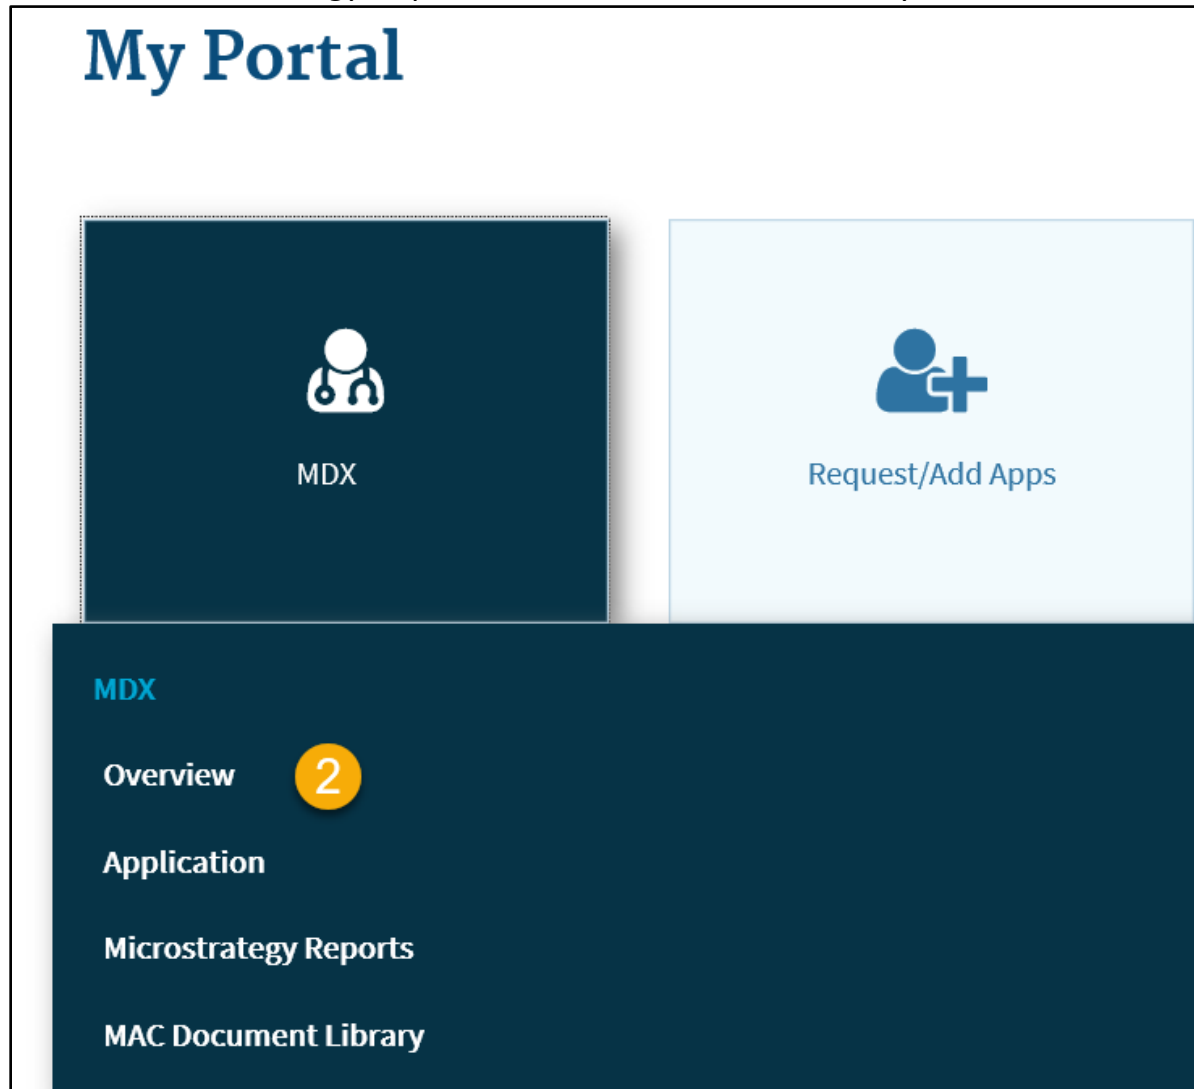 My Portal
MDX
Request/Add Apps
MDX
Overview
2
Application
Microstrategy Reports
MAC Document Library